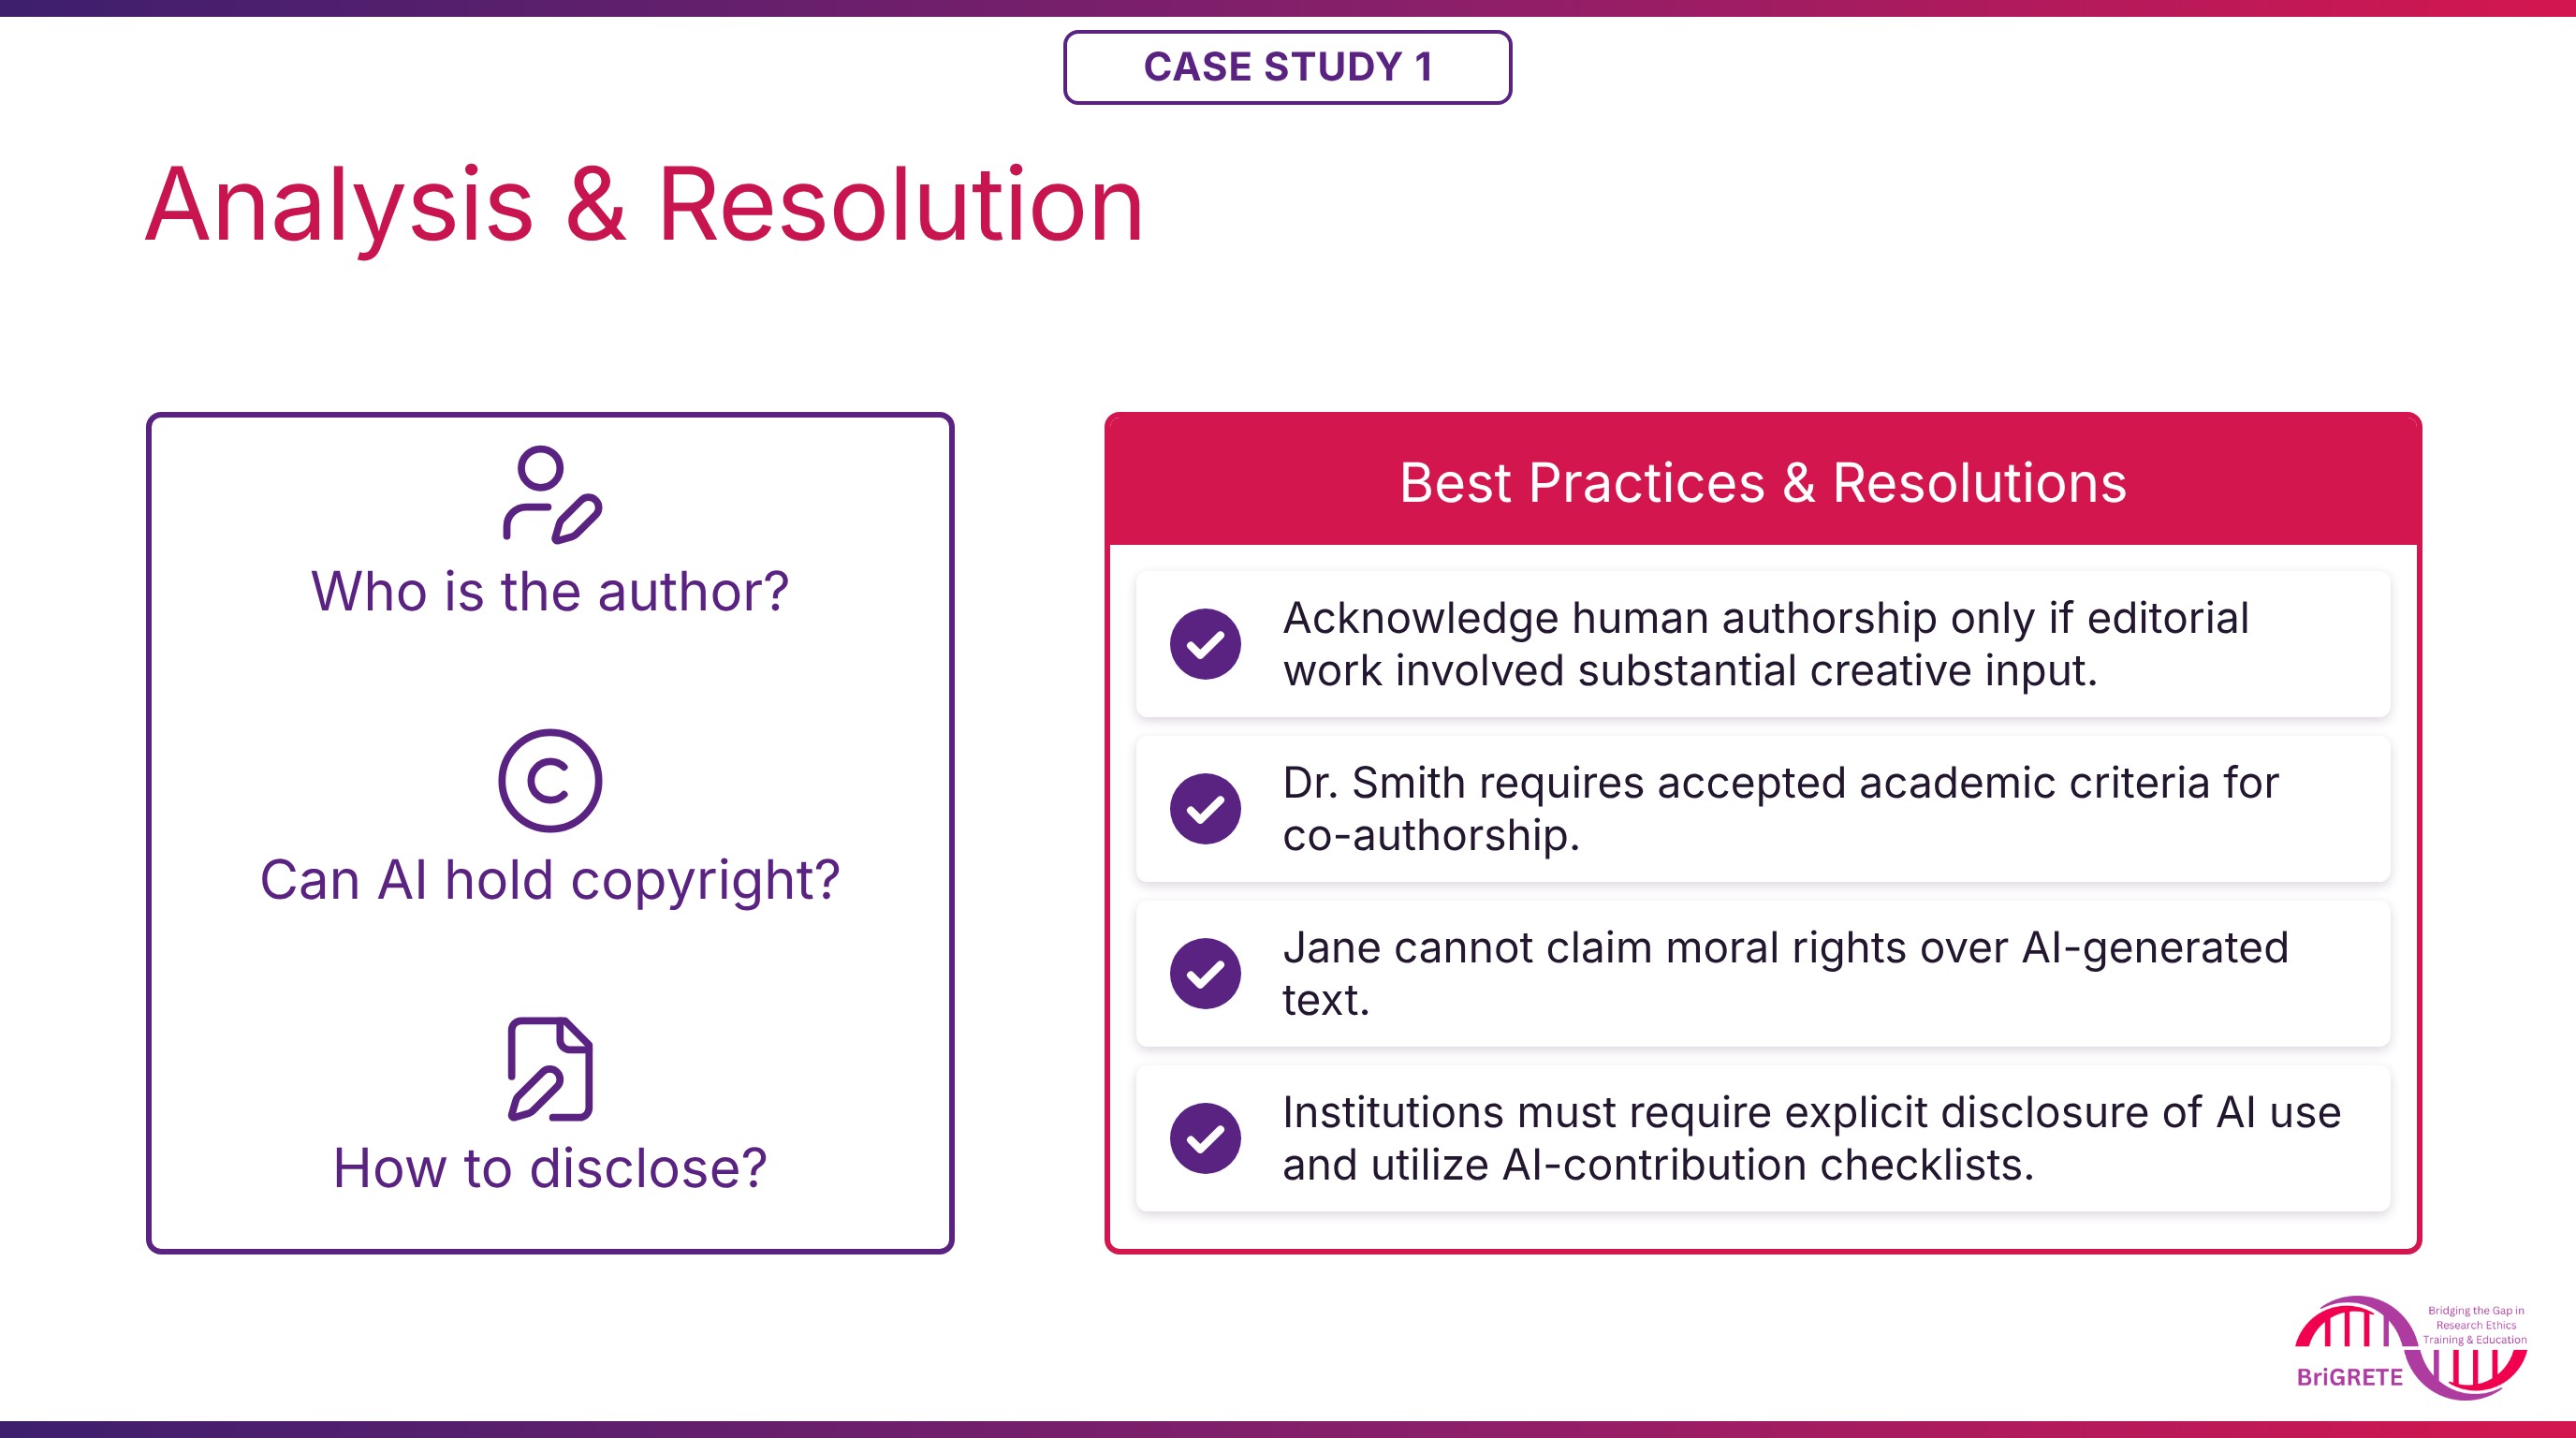 CASE STUDY 1
Analysis & Resolution
Who is the author?
Can AI hold copyright?
How to disclose?
Best Practices & Resolutions
Acknowledge human authorship only if editorial
work involved substantial creative input.
Dr. Smith requires accepted academic criteria for
co-authorship.
Jane cannot claim moral rights over AI-generated
text.
Institutions must require explicit disclosure of AI use
and utilize AI-contribution checklists.
Bridging the Gap in
Research Ethics
Training & Education
BriGRETE